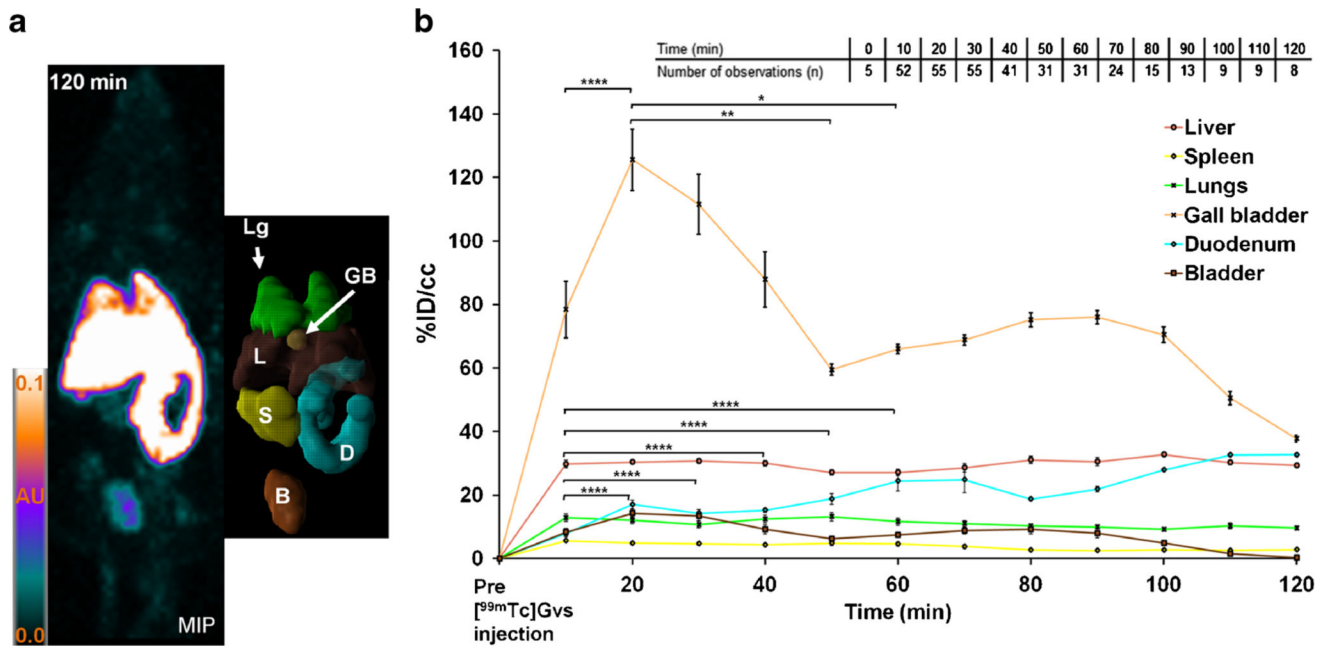 a
120 min
0.1
AU
0.0
MIP
Lg
GB
L
S
D
B
b
Time (min) 0 10 20 30 40 50 60 70 80 90 100 110 120
Number of observations (n) 5 52 55 55 41 31 31 24 15 13 9 9 8
%ID/cc
160
140
120
100
80
60
40
20
0
****
*
**
****
****
****
****
****
Liver
Spleen
Lungs
Gall bladder
Duodenum
Bladder
20 40 60 80 100 120
Pre
[⁹⁹ᵐTc]Gvs
injection
Time (min)